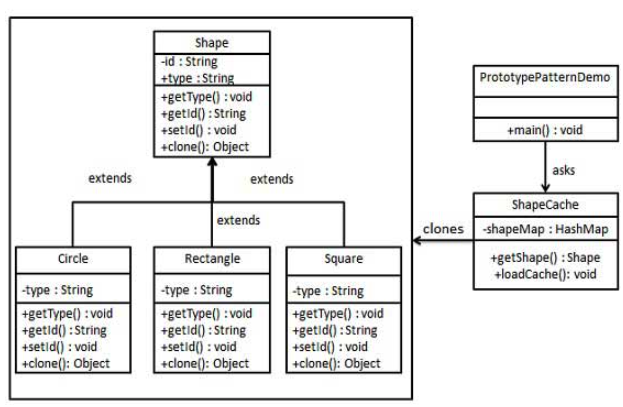 Shape
-id : String
+type : String
+getType() : void
+getId() : String
+setId() : void
+clone(): Object
extends
extends
extends
Circle
-type : String
+getType() : void
+getId() : String
+setId() : void
+clone(): Object
Rectangle
-type : String
+getType() : void
+getId() : String
+setId() : void
+clone(): Object
Square
-type : String
+getType() : void
+getId() : String
+setId() : void
+clone(): Object
PrototypePatternDemo
+main() : void
asks
clones
ShapeCache
-shapeMap : HashMap
+getShape() : Shape
+loadCache(): void